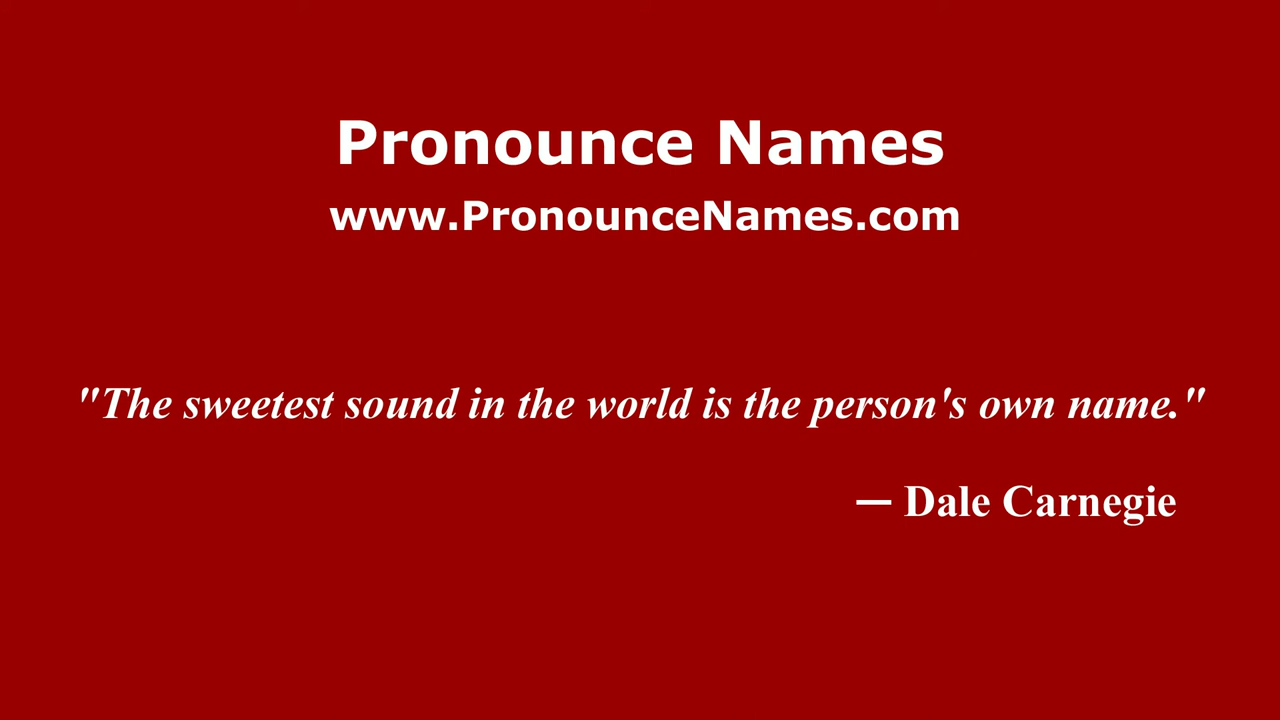 Pronounce Names
www.PronounceNames.com
"The sweetest sound in the world is the person's own name."
— Dale Carnegie